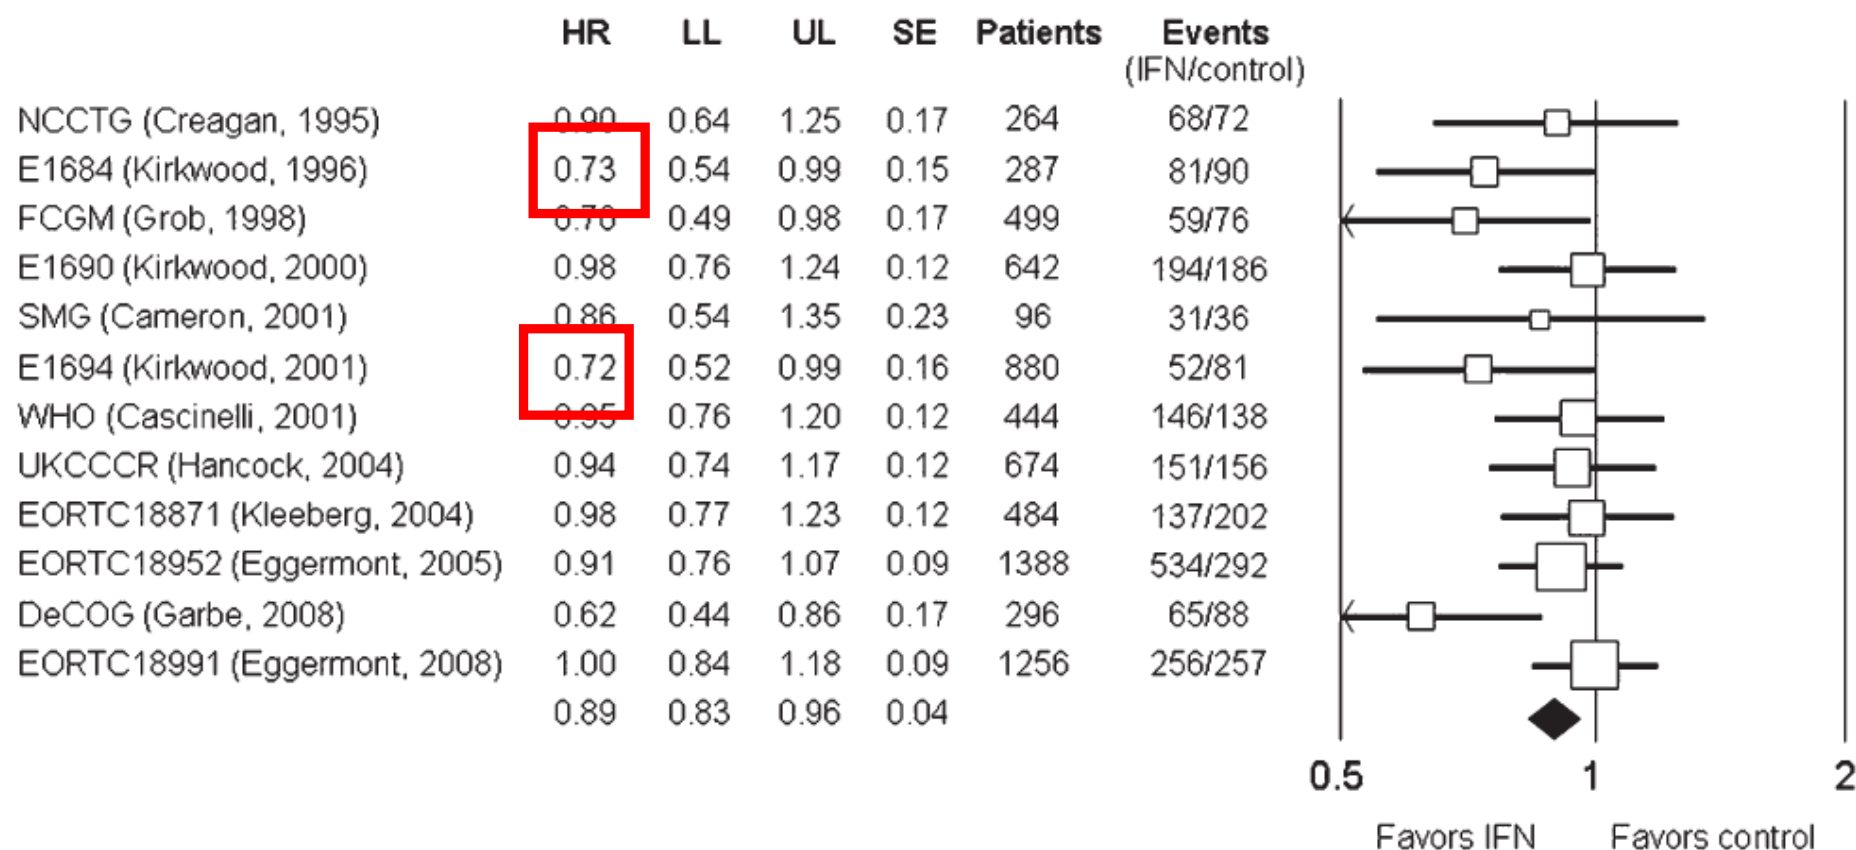 HR LL UL SE Patients Events
(IFN/control)
NCCTG (Creagan, 1995) 0.90 0.64 1.25 0.17 264 68/72
E1684 (Kirkwood, 1996) 0.73 0.54 0.99 0.15 287 81/90
FCGM (Grob, 1998) 0.70 0.49 0.98 0.17 499 59/76
E1690 (Kirkwood, 2000) 0.98 0.76 1.24 0.12 642 194/186
SMG (Cameron, 2001) 0.86 0.54 1.35 0.23 96 31/36
E1694 (Kirkwood, 2001) 0.72 0.52 0.99 0.16 880 52/81
WHO (Cascinelli, 2001) 0.95 0.76 1.20 0.12 444 146/138
UKCCCR (Hancock, 2004) 0.94 0.74 1.17 0.12 674 151/156
EORTC18871 (Kleeberg, 2004) 0.98 0.77 1.23 0.12 484 137/202
EORTC18952 (Eggermont, 2005) 0.91 0.76 1.07 0.09 1388 534/292
DeCOG (Garbe, 2008) 0.62 0.44 0.86 0.17 296 65/88
EORTC18991 (Eggermont, 2008) 1.00 0.84 1.18 0.09 1256 256/257
0.89 0.83 0.96 0.04
0.5 1 2
Favors IFN Favors control